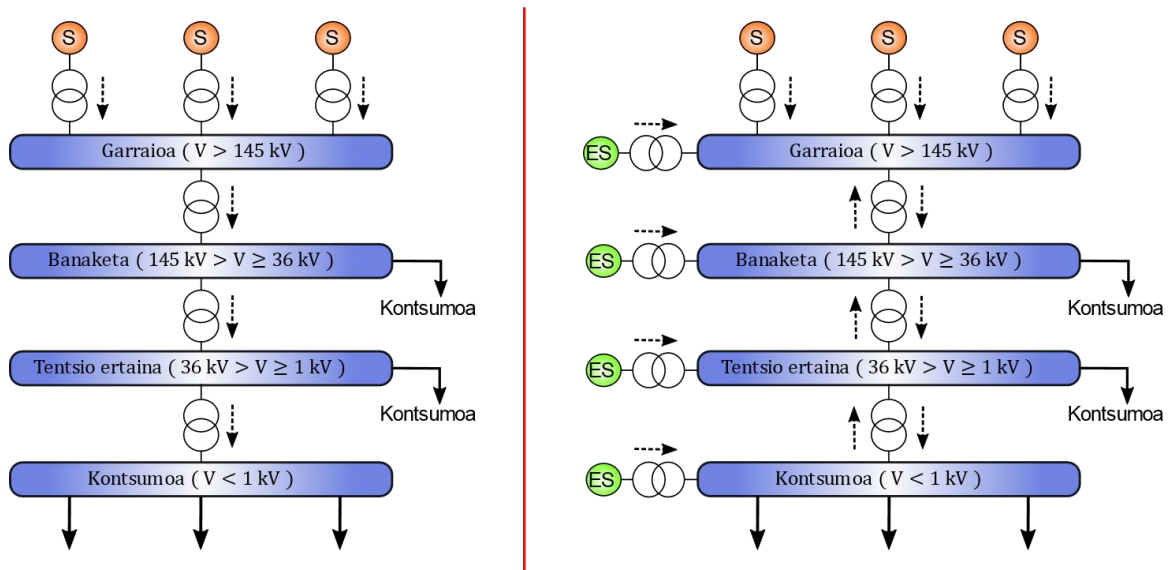 S S S
Garraioa ( V > 145 kV )
Banaketa ( 145 kV > V ≥ 36 kV )
Kontsumoa
Tentsio ertaina ( 36 kV > V ≥ 1 kV )
Kontsumoa
Kontsumoa ( V < 1 kV )
S S S
ES Garraioa ( V > 145 kV )
ES Banaketa ( 145 kV > V ≥ 36 kV )
Kontsumoa
ES Tentsio ertaina ( 36 kV > V ≥ 1 kV )
Kontsumoa
ES Kontsumoa ( V < 1 kV )